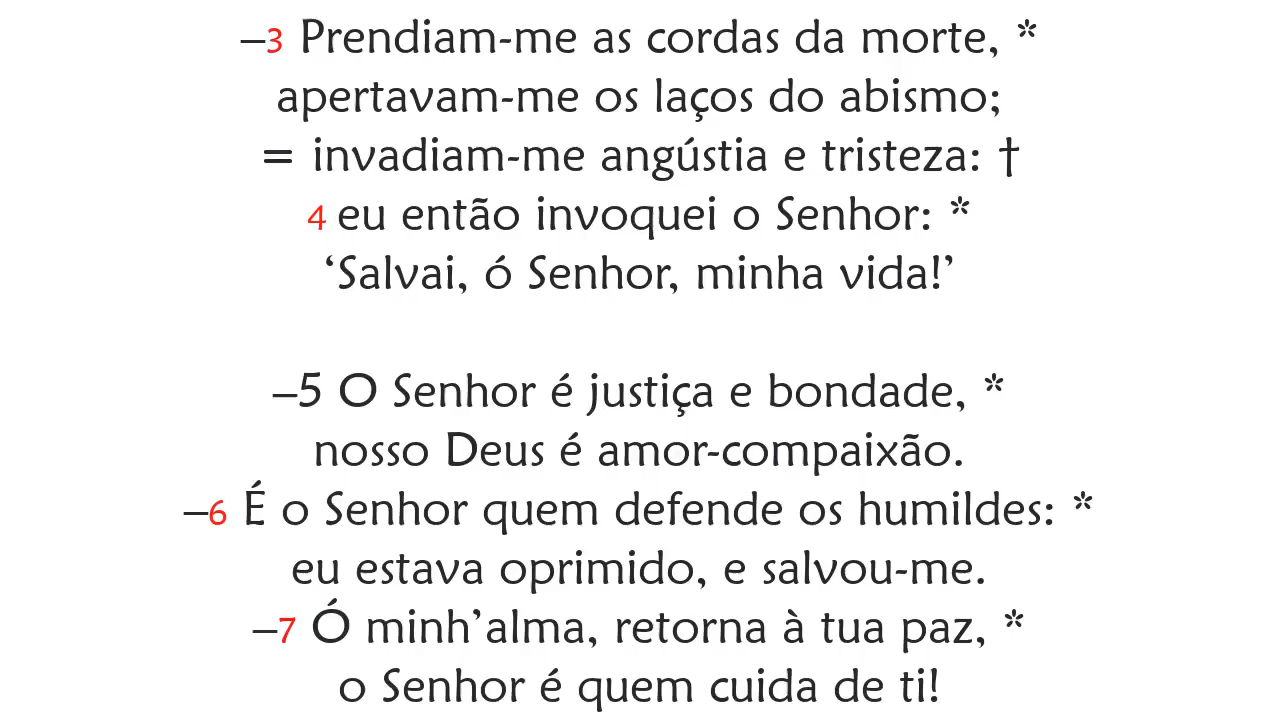 –3 Prendiam-me as cordas da morte, *
apertavam-me os laços do abismo;
= invadiam-me angústia e tristeza: †
4 eu então invoquei o Senhor: *
‘Salvai, ó Senhor, minha vida!’
–5 O Senhor é justiça e bondade, *
nosso Deus é amor-compaixão.
–6 É o Senhor quem defende os humildes: *
eu estava oprimido, e salvou-me.
–7 Ó minh’alma, retorna à tua paz, *
o Senhor é quem cuida de ti!